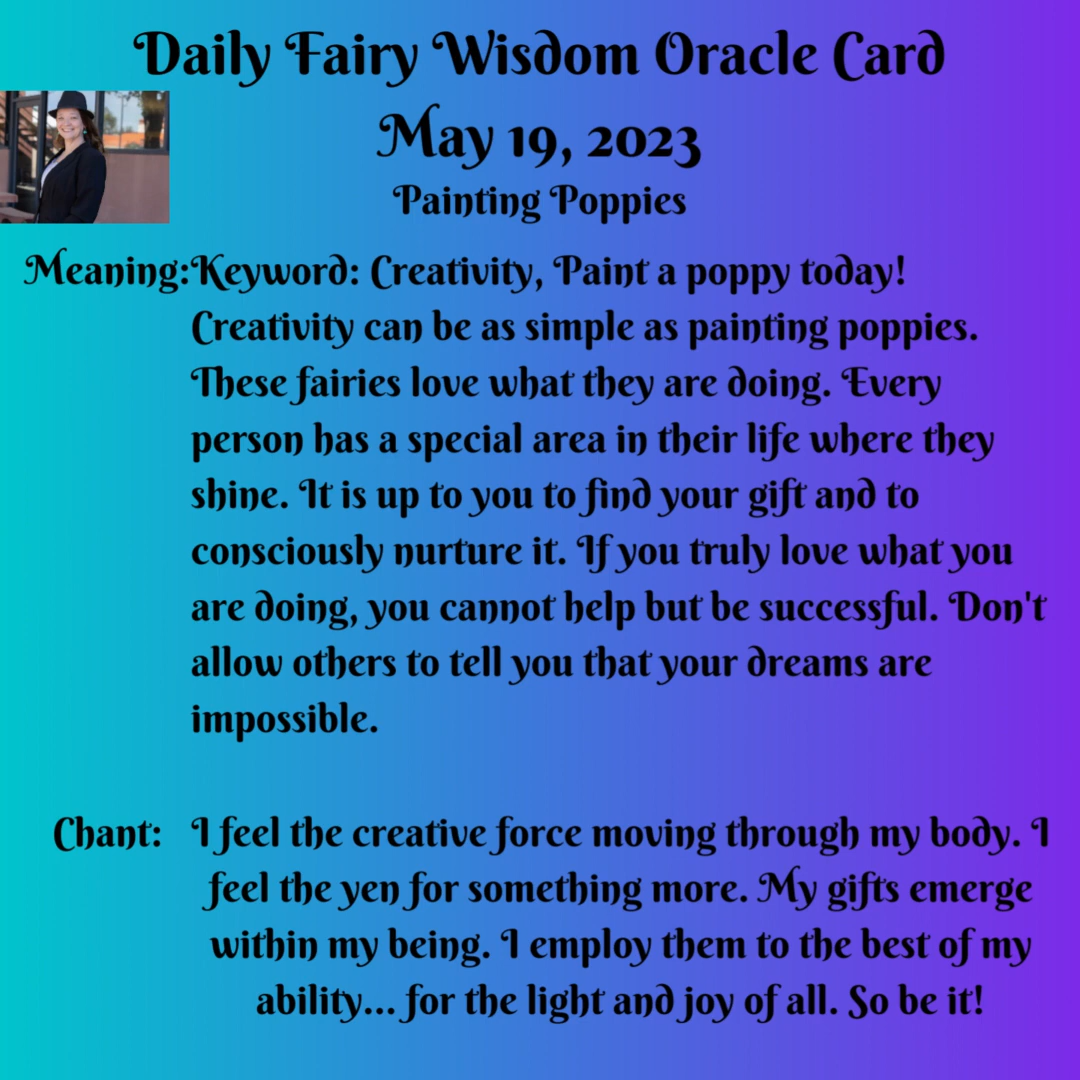 Daily Fairy Wisdom Oracle Card
May 19, 2023
Painting Poppies
Meaning:Keyword: Creativity, Paint a poppy today!
Creativity can be as simple as painting poppies.
These fairies love what they are doing. Every
person has a special area in their life where they
shine. It is up to you to find your gift and to
consciously nurture it. If you truly love what you
are doing, you cannot help but be successful. Don't
allow others to tell you that your dreams are
impossible.
Chant: I feel the creative force moving through my body. I
feel the yen for something more. My gifts emerge
within my being. I employ them to the best of my
ability... for the light and joy of all. So be it!